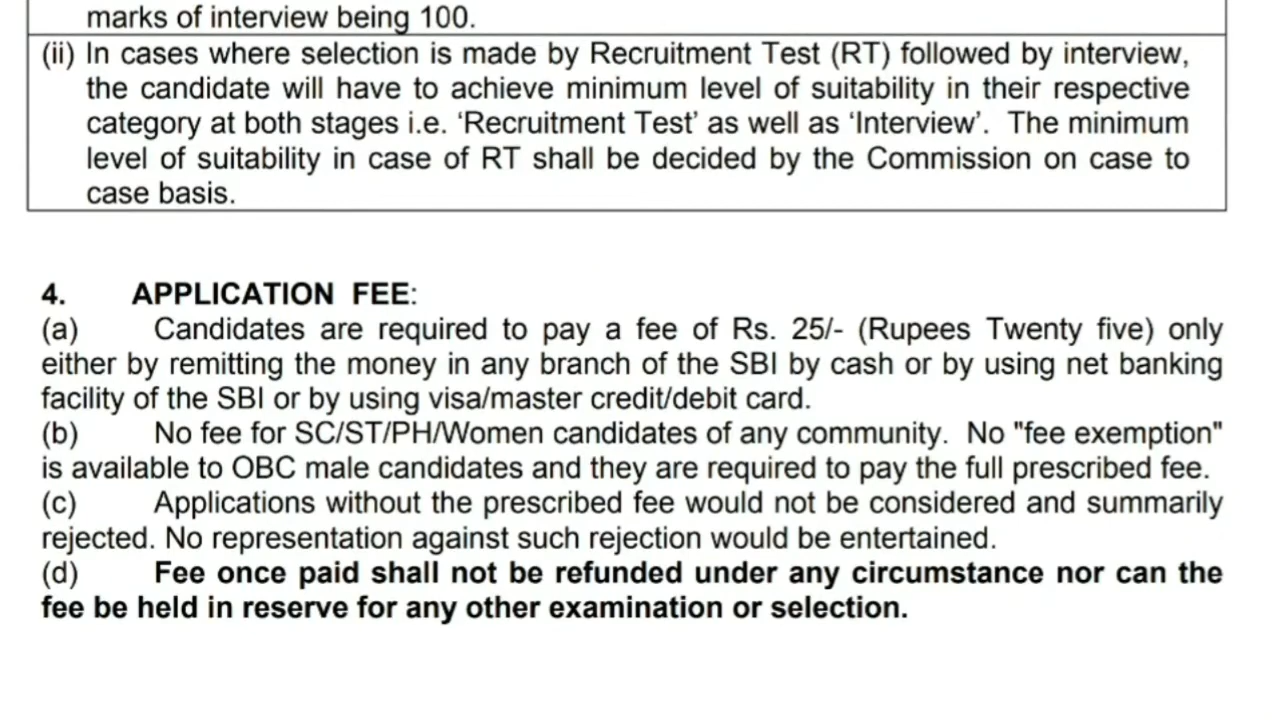 marks of interview being 100.
(ii) In cases where selection is made by Recruitment Test (RT) followed by interview,
the candidate will have to achieve minimum level of suitability in their respective
category at both stages i.e. ‘Recruitment Test’ as well as ‘Interview’. The minimum
level of suitability in case of RT shall be decided by the Commission on case to
case basis.
4. APPLICATION FEE:
(a) Candidates are required to pay a fee of Rs. 25/- (Rupees Twenty five) only
either by remitting the money in any branch of the SBI by cash or by using net banking
facility of the SBI or by using visa/master credit/debit card.
(b) No fee for SC/ST/PH/Women candidates of any community. No "fee exemption"
is available to OBC male candidates and they are required to pay the full prescribed fee.
(c) Applications without the prescribed fee would not be considered and summarily
rejected. No representation against such rejection would be entertained.
(d) Fee once paid shall not be refunded under any circumstance nor can the
fee be held in reserve for any other examination or selection.